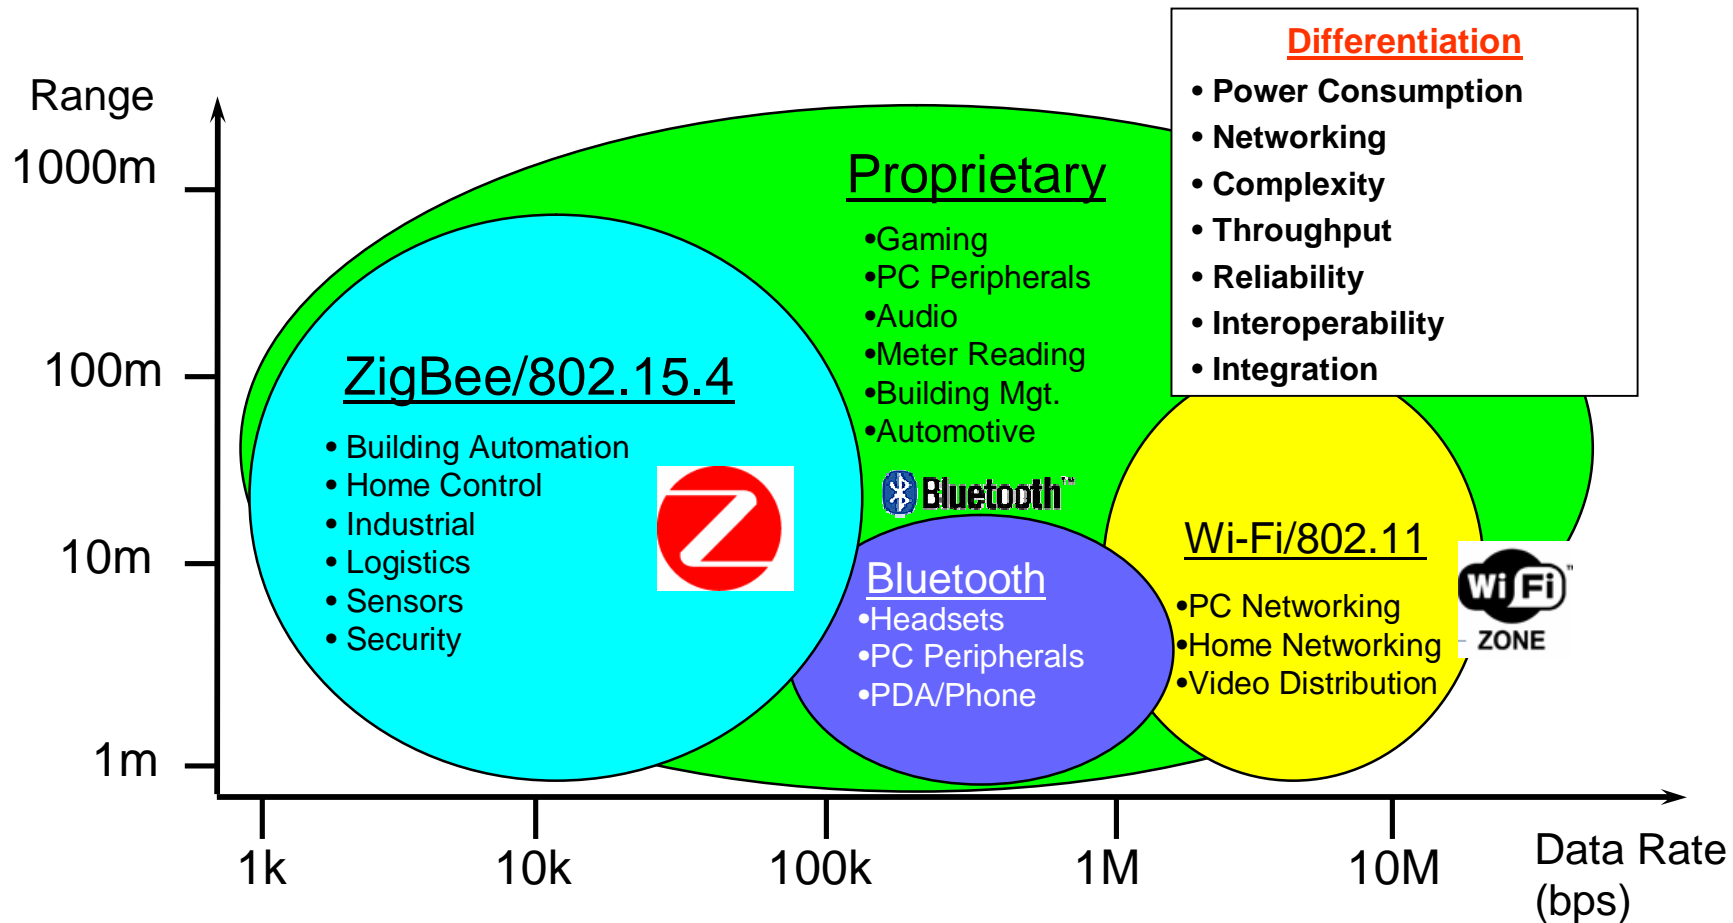 Differentiation
• Power Consumption
• Networking
• Complexity
• Throughput
• Reliability
• Interoperability
• Integration
Range
1000m
100m
10m
1m
Proprietary
•Gaming
•PC Peripherals
•Audio
•Meter Reading
•Building Mgt.
•Automotive
ZigBee/802.15.4
• Building Automation
• Home Control
• Industrial
• Logistics
• Sensors
• Security
Bluetooth™
Bluetooth
•Headsets
•PC Peripherals
•PDA/Phone
Wi-Fi/802.11
•PC Networking
•Home Networking
•Video Distribution
Wi Fi™
ZONE
1k
10k
100k
1M
10M
Data Rate
(bps)